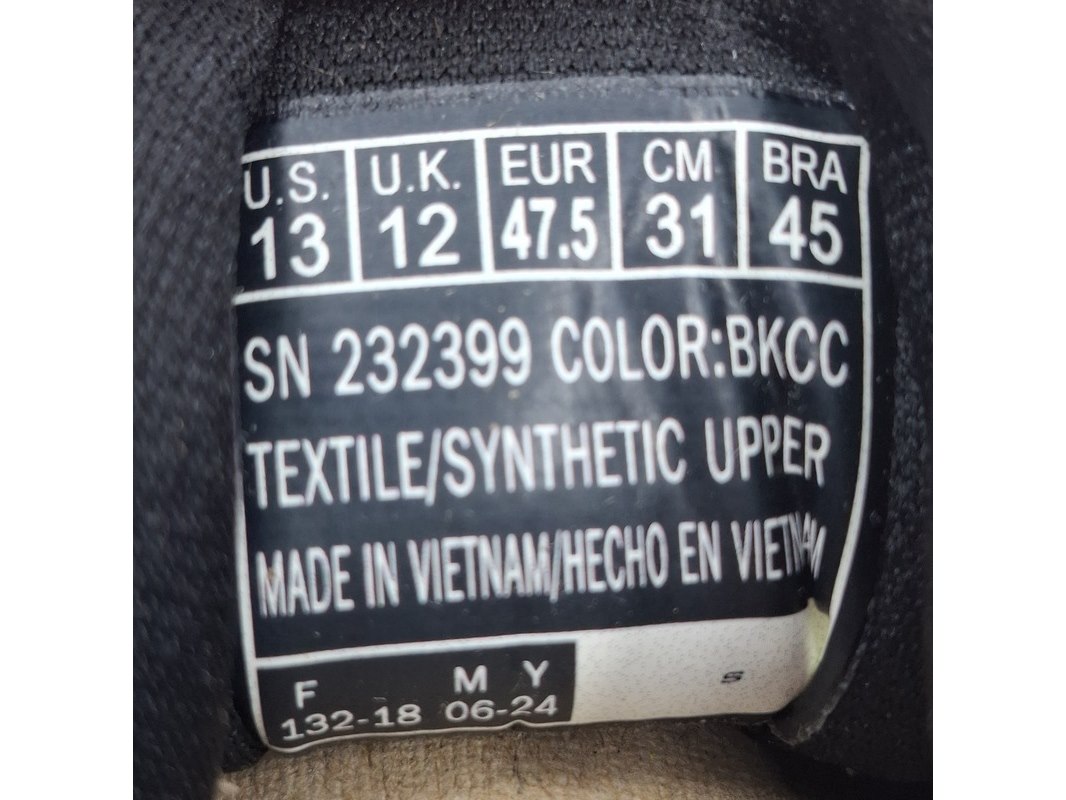 U.S. U.K. EUR CM BRA
13 12 47.5 31 45
SN 232399 COLOR:BKCC
TEXTILE/SYNTHETIC UPPER
MADE IN VIETNAM/HECHO EN VIETNAM
F M Y
132-18 06-24
S